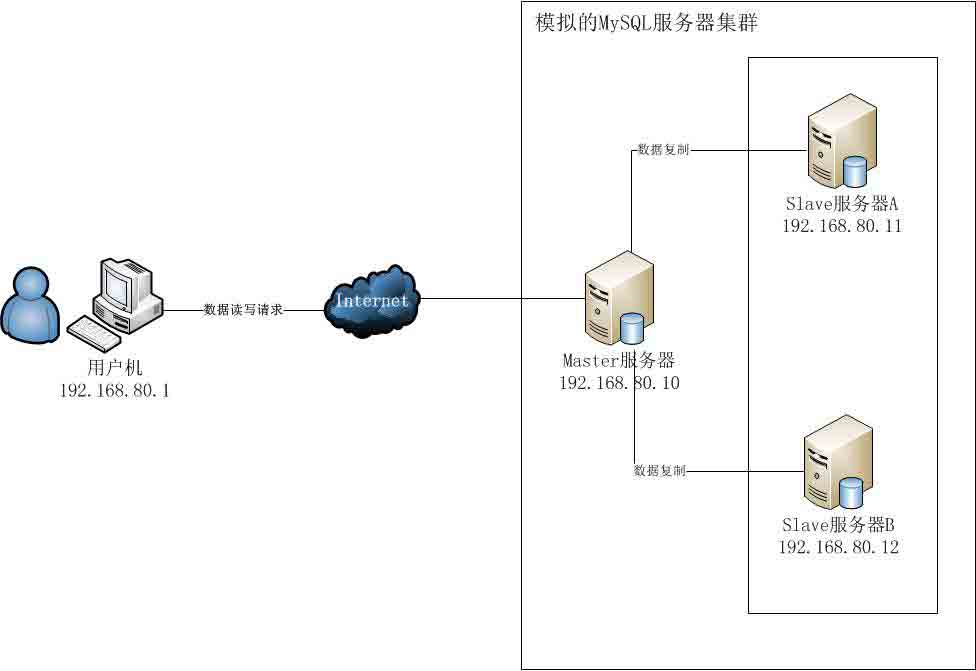 模拟的MySQL服务器集群
数据复制
Slave服务器A
192.168.80.11
Internet
数据读写请求
用户机
192.168.80.1
Master服务器
192.168.80.10
数据复制
Slave服务器B
192.168.80.12